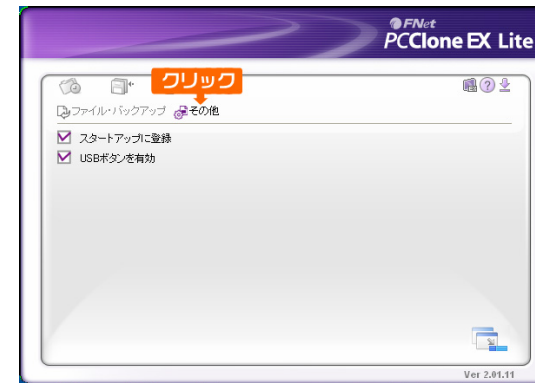 FNet
PCClone EX Lite
クリック
ファイル・バックアップ その他
スタートアップに登録
USBボタンを有効
Ver 2.01.11